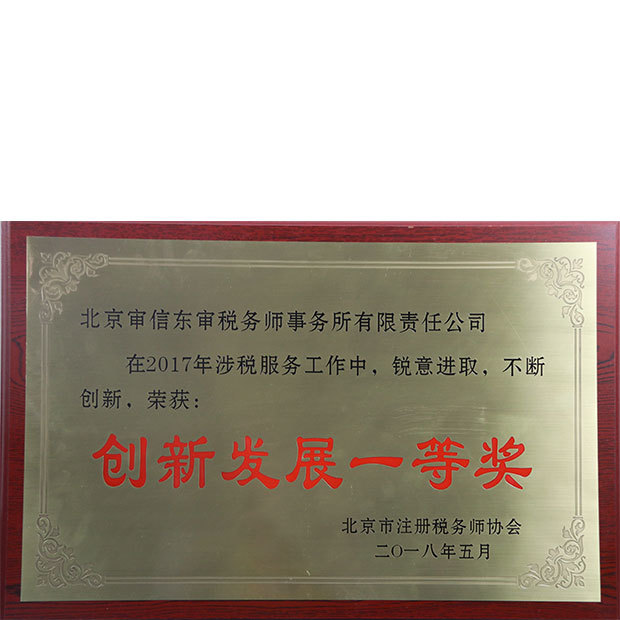 北京审信东审税务师事务所有限责任公司
在2017年涉税服务工作中，锐意进取，不断
创新，荣获：
创新发展一等奖
北京市注册税务师协会
二〇一八年五月